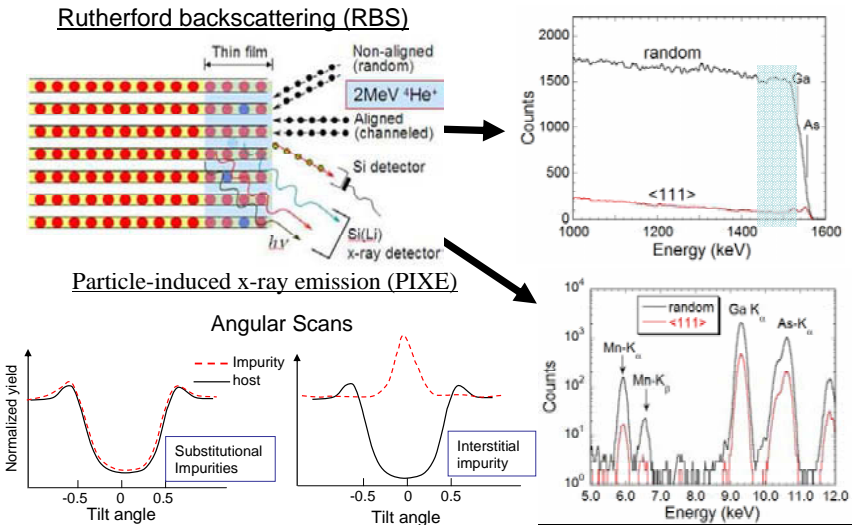 Rutherford backscattering (RBS)
Thin film
Non-aligned
(random)
2MeV ⁴He⁺
Aligned
(channeled)
Si detector
Si(Li)
x-ray detector
hν
Particle-induced x-ray emission (PIXE)
2000
1500
1000
500
0
Counts
random
Ga
As
<111>
1000 1200 1400 1600
Energy (keV)
Angular Scans
Normalized yield
Impurity
host
Substitutional
Impurities
-0.5 0 0.5
Tilt angle
Interstitial
impurity
-0.5 0 0.5
Tilt angle
10⁴
10³
10²
10¹
10⁰
Counts
random
<111>
Ga Kα
As-Kα
Mn-Kα
Mn-Kβ
5.0 6.0 7.0 8.0 9.0 10.0 11.0 12.0
Energy (keV)